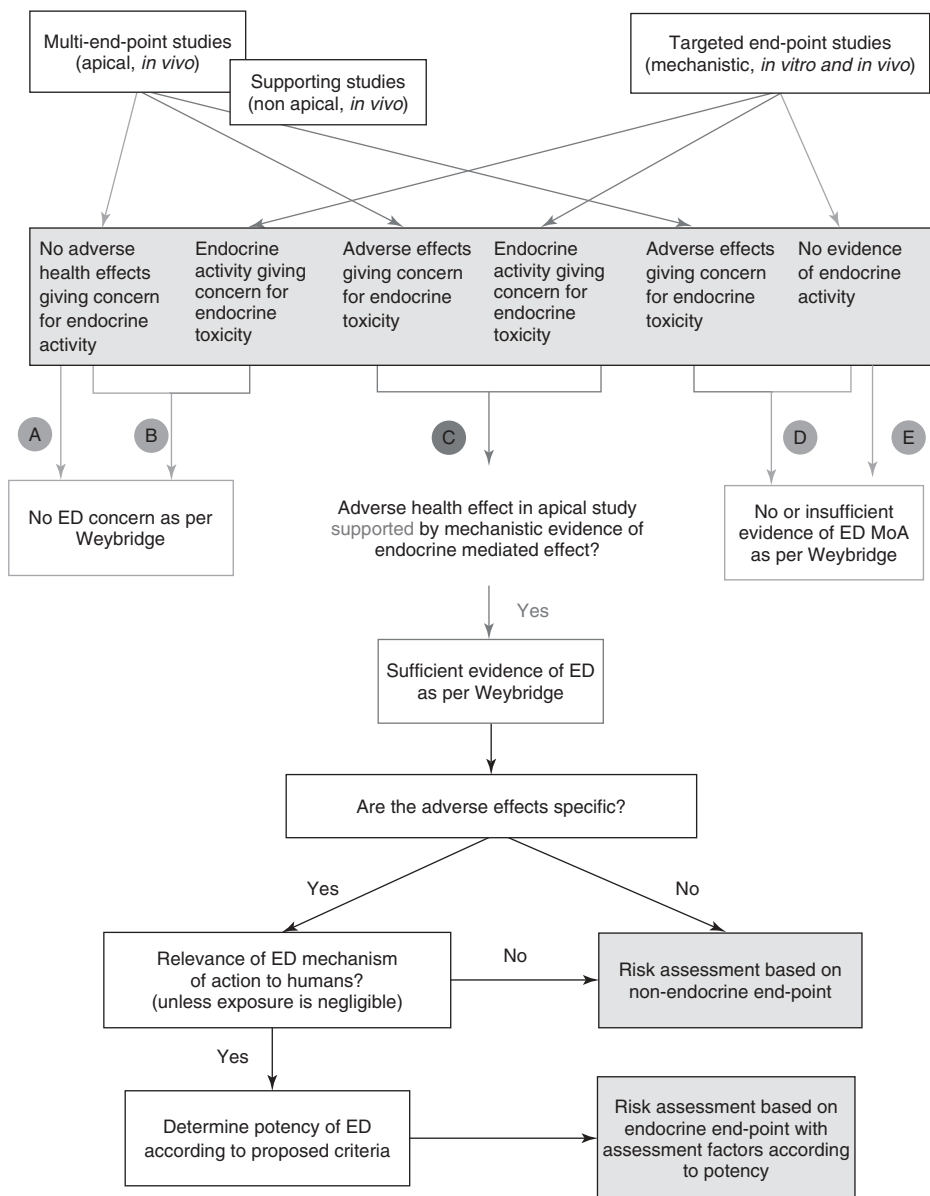 Multi-end-point studies
(apical, in vivo)
Supporting studies
(non apical, in vivo)
Targeted end-point studies
(mechanistic, in vitro and in vivo)
No adverse
health effects
giving concern
for endocrine
activity
Endocrine
activity giving
concern for
endocrine
toxicity
Adverse effects
giving concern
for endocrine
toxicity
Endocrine
activity giving
concern for
endocrine
toxicity
Adverse effects
giving concern
for endocrine
toxicity
No evidence
of endocrine
activity
A
B
C
D
E
No ED concern as per
Weybridge
Adverse health effect in apical study
supported by mechanistic evidence of
endocrine mediated effect?
No or insufficient
evidence of ED MoA
as per Weybridge
Yes
Sufficient evidence of ED
as per Weybridge
Are the adverse effects specific?
Yes
No
Relevance of ED mechanism
of action to humans?
(unless exposure is negligible)
No
Risk assessment based on
non-endocrine end-point
Yes
Determine potency of ED
according to proposed criteria
Risk assessment based on
endocrine end-point with
assessment factors according
to potency